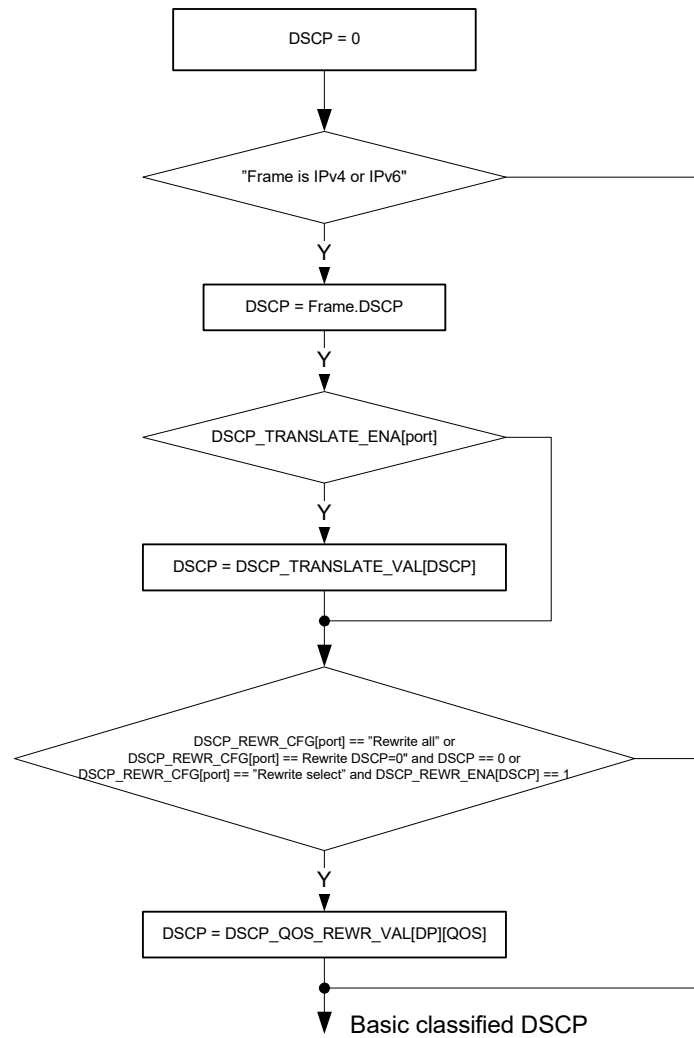 DSCP = 0
”Frame is IPv4 or IPv6"
Y
DSCP = Frame.DSCP
Y
DSCP_TRANSLATE_ENA[port]
Y
DSCP = DSCP_TRANSLATE_VAL[DSCP]
DSCP_REWR_CFG[port] == ”Rewrite all” or
DSCP_REWR_CFG[port] == Rewrite DSCP=0" and DSCP == 0 or
DSCP_REWR_CFG[port] == ”Rewrite select” and DSCP_REWR_ENA[DSCP] == 1
Y
DSCP = DSCP_QOS_REWR_VAL[DP][QOS]
Basic classified DSCP